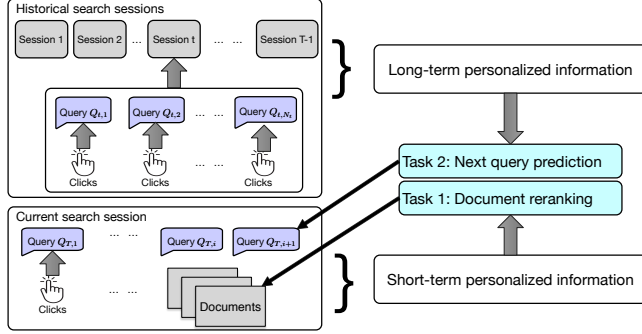 Historical search sessions
Session 1 Session 2 ... Session t ... ... Session T-1
Query Q_{t,1} Query Q_{t,2} ... ... Query Q_{t,N_t}
... ...
Clicks Clicks Clicks
Long-term personalized information
Task 2: Next query prediction
Task 1: Document reranking
Short-term personalized information
Current search session
Query Q_{T,1} ... ... Query Q_{T,i} Query Q_{T,i+1}
... ...
Clicks
Documents